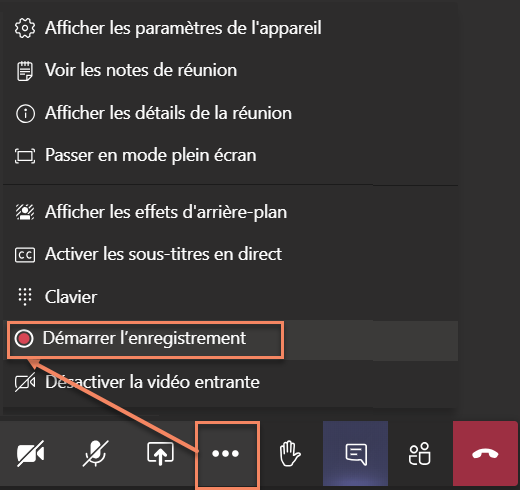 Afficher les paramètres de l'appareil
Voir les notes de réunion
Afficher les détails de la réunion
Passer en mode plein écran
Afficher les effets d'arrière-plan
CC Activer les sous-titres en direct
Clavier
Démarrer l'enregistrement
Désactiver la vidéo entrante